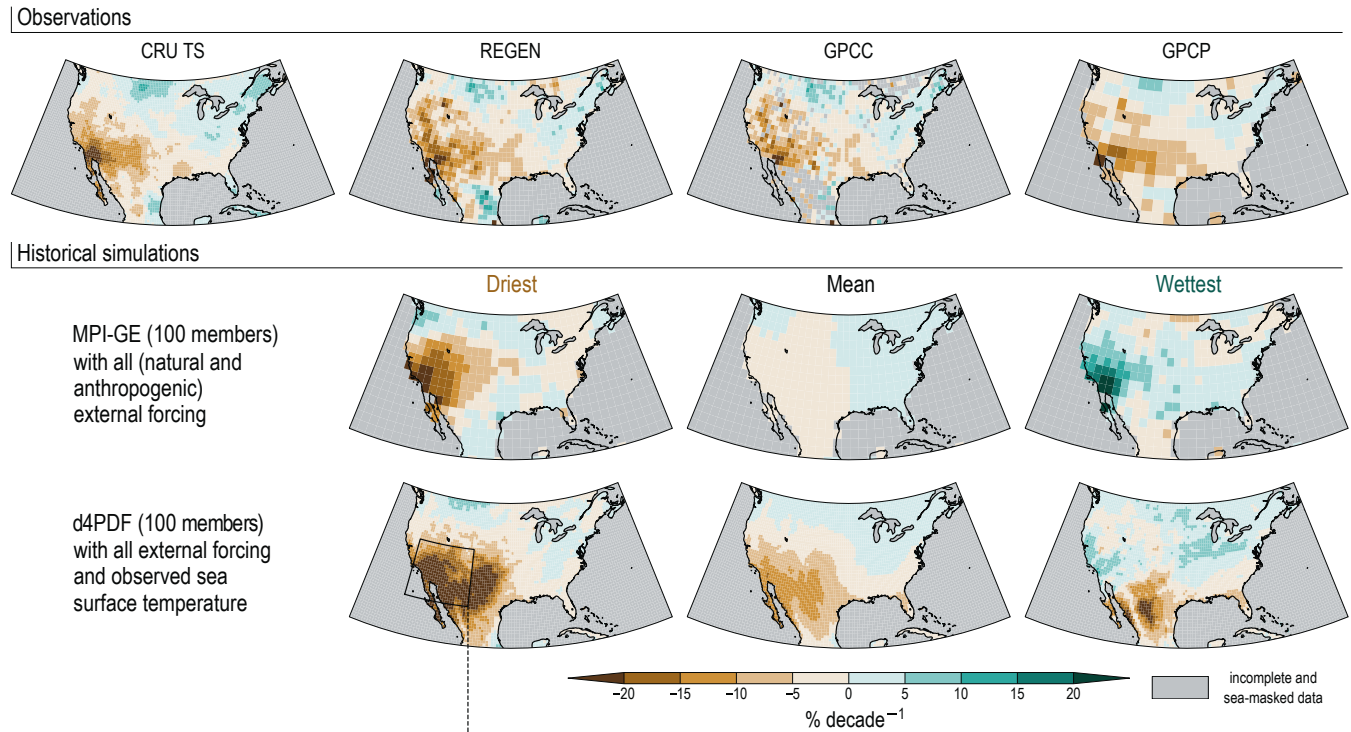 Observations
CRU TS
REGEN
GPCC
GPCP
Historical simulations
Driest
Mean
Wettest
MPI-GE (100 members)
with all (natural and
anthropogenic)
external forcing
d4PDF (100 members)
with all external forcing
and observed sea
surface temperature
−20 −15 −10 −5 0 5 10 15 20
% decade⁻¹
incomplete and
sea-masked data